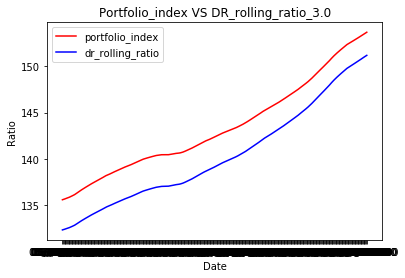 Portfolio_index VS DR_rolling_ratio_3.0
portfolio_index
dr_rolling_ratio
150
145
140
135
Ratio
Date